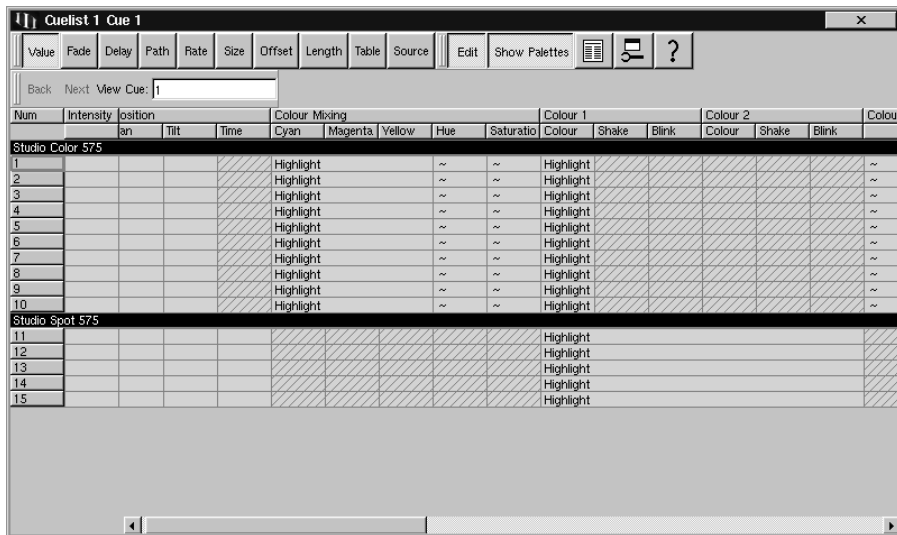 Cuelist 1 Cue 1
Value Fade Delay Path Rate Size Offset Length Table Source Edit Show Palettes ?
Back Next View Cue: 1
Num Intensity osition Colour Mixing Colour 1 Colour 2 Colou
an Tilt Time Cyan Magenta Yellow Hue Saturatio Colour Shake Blink Colour Shake Blink
Studio Color 575
1 Highlight ~ ~ Highlight ~
2 Highlight ~ ~ Highlight ~
3 Highlight ~ ~ Highlight ~
4 Highlight ~ ~ Highlight ~
5 Highlight ~ ~ Highlight ~
6 Highlight ~ ~ Highlight ~
7 Highlight ~ ~ Highlight ~
8 Highlight ~ ~ Highlight ~
9 Highlight ~ ~ Highlight ~
10 Highlight ~ ~ Highlight ~
Studio Spot 575
11 Highlight
12 Highlight
13 Highlight
14 Highlight
15 Highlight